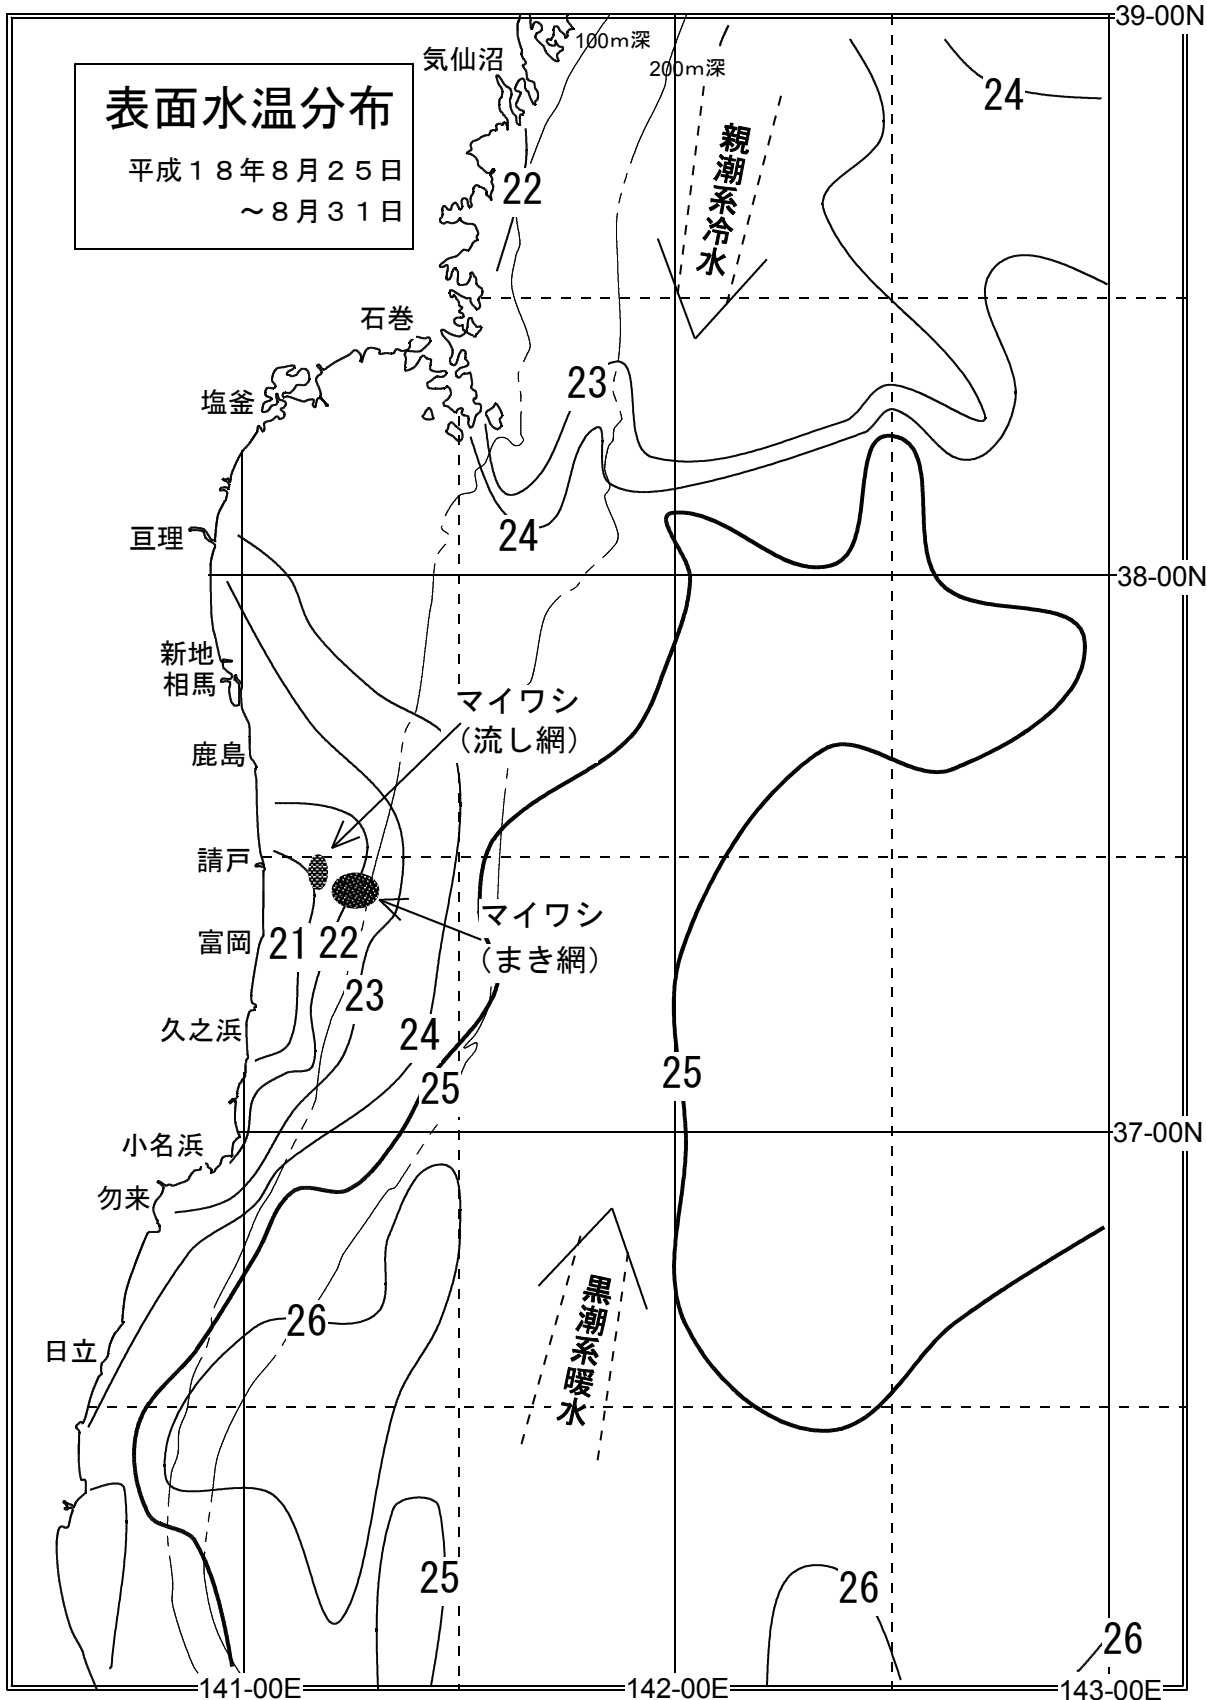 39-00N
気仙沼
100m深
200m深
24
表面水温分布
平成１８年８月２５日
～８月３１日
親潮系冷水
22
石巻
23
塩釜
24
亘理
38-00N
新地
相馬
マイワシ
（流し網）
鹿島
請戸
マイワシ
（まき網）
富岡
21
22
23
久之浜
24
25
25
37-00N
小名浜
勿来
黒潮系暖水
26
日立
25
26
26
141-00E
142-00E
143-00E